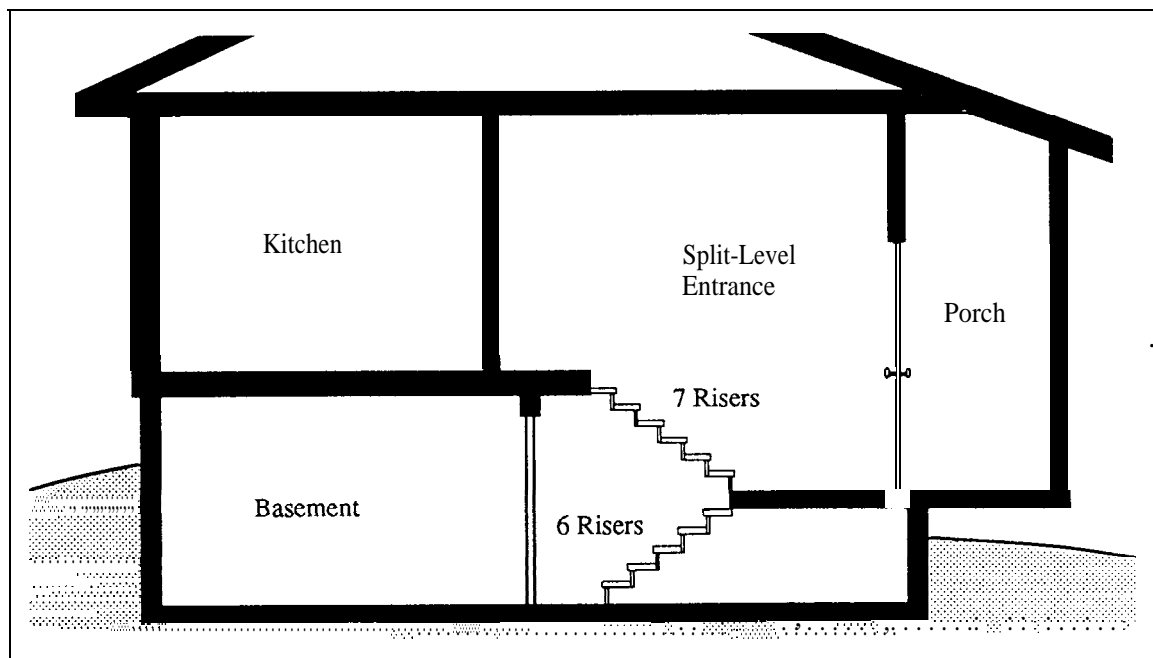 Kitchen
Split-Level
Entrance
Porch
7 Risers
Basement
6 Risers